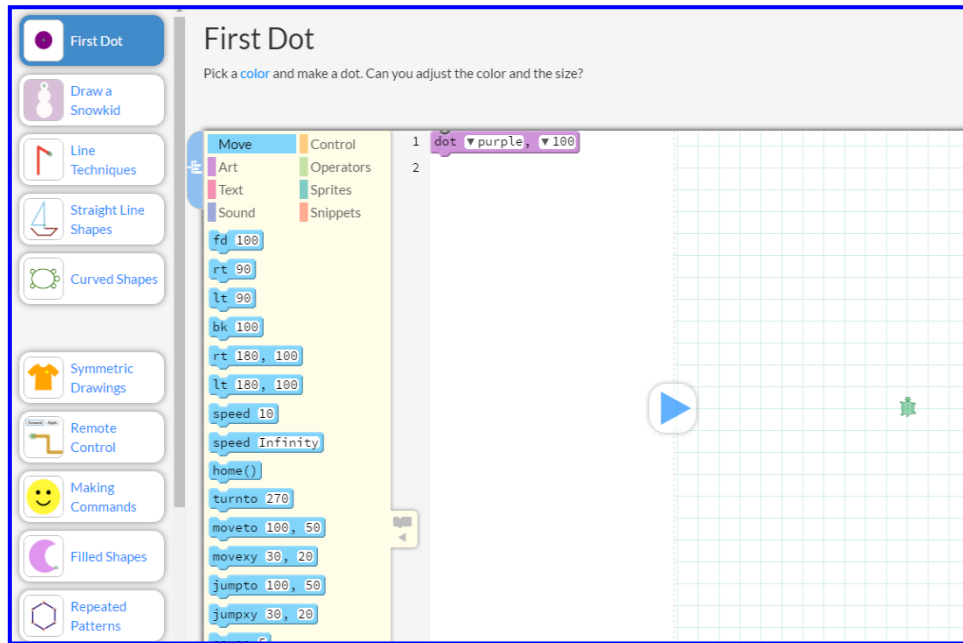 First Dot
Draw a
Snowkid
Line
Techniques
Straight Line
Shapes
Curved Shapes
Symmetric
Drawings
Remote
Control
Making
Commands
Filled Shapes
Repeated
Patterns
First Dot
Pick a color and make a dot. Can you adjust the color and the size?
Move Control
Art Operators
Text Sprites
Sound Snippets
fd 100
rt 90
lt 90
bk 100
rt 180, 100
lt 180, 100
speed 10
speed Infinity
home()
turnto 270
moveto 100, 50
movexy 30, 20
jumpto 100, 50
jumpxy 30, 20
1 dot ▼purple, ▼100
2